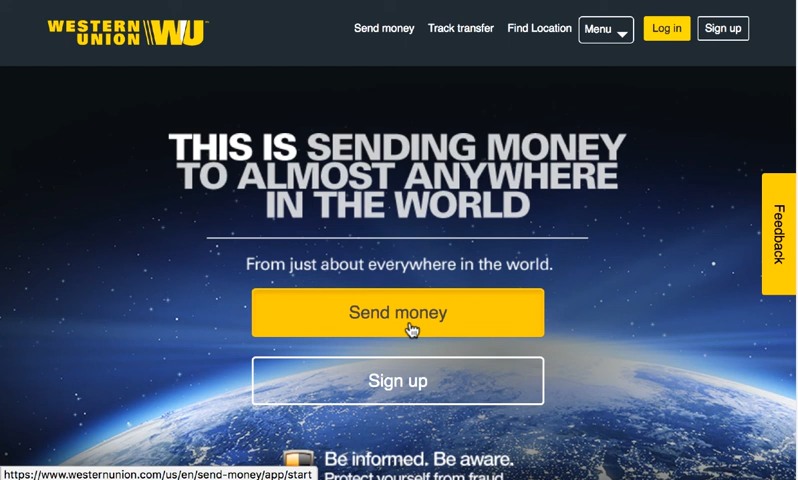 WESTERN
UNION WU
Send money
Track transfer
Find Location
Menu
Log in
Sign up
THIS IS SENDING MONEY
TO ALMOST ANYWHERE
IN THE WORLD
From just about everywhere in the world.
Send money
Sign up
Feedback
Be informed. Be aware.
Protect yourself from fraud.
https://www.westernunion.com/us/en/send-money/app/start